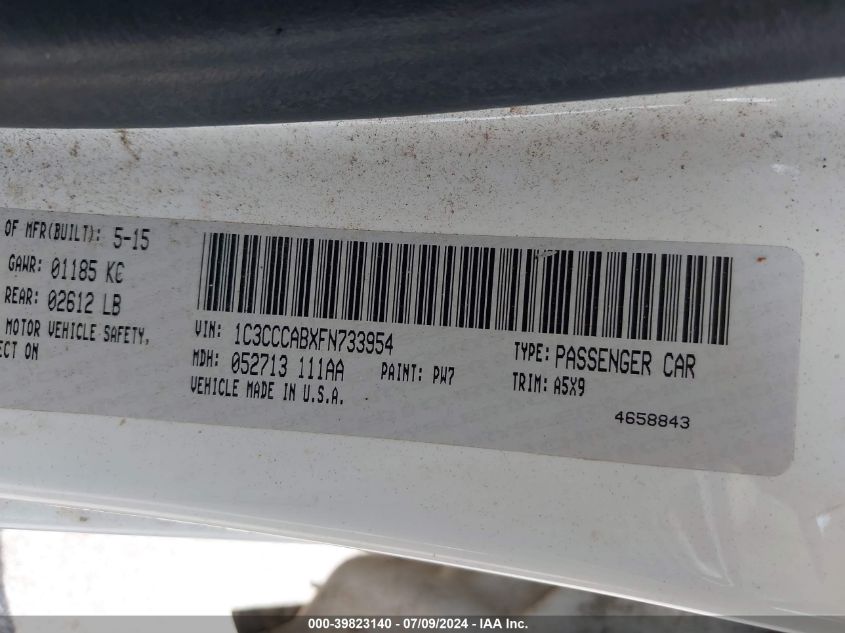 OF MFR(BUILT): 5-15
GAWR: 01185 KC
REAR: 02612 LB
MOTOR VEHICLE SAFETY,
ECT ON
VIN: 1C3CCCABXFN733954
MDH: 052713 111AA PAINT: PW7
VEHICLE MADE IN U.S.A.
TYPE: PASSENGER CAR
TRIM: A5X9
4658843
000-39823140 - 07/09/2024 - IAA Inc.